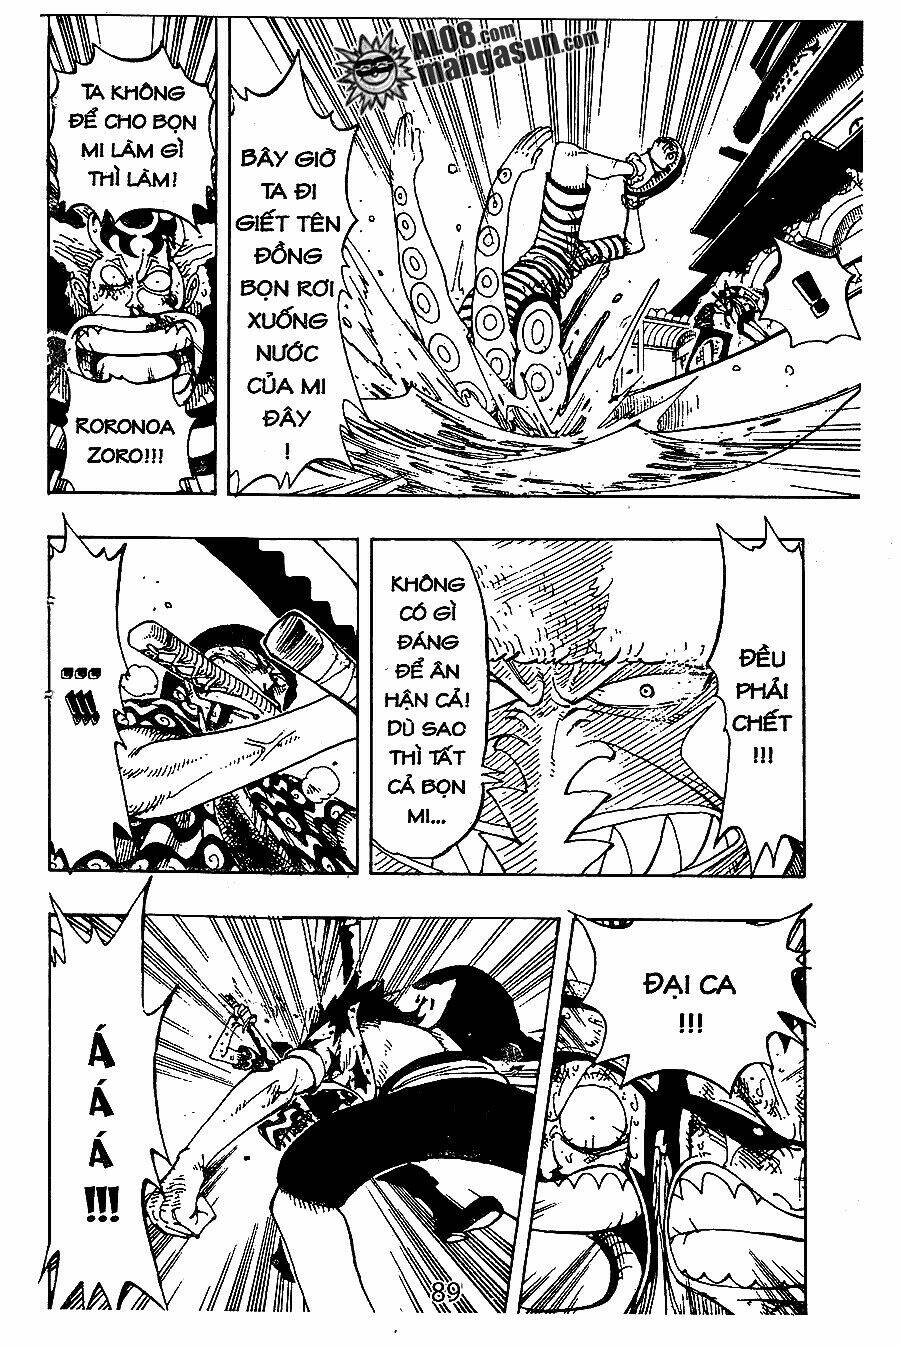 AL08.com
mangasun.com
TA KHÔNG
ĐỂ CHO BỌN
MI LÀM GÌ
THÌ LÀM!
RORONOA
ZORO!!!
BÂY GIỜ
TA ĐI
GIẾT TÊN
ĐỒNG
BỌN RƠI
XUỐNG
NƯỚC
CỦA MI
ĐÂY
!
!
...
!!!
KHÔNG
CÓ GÌ
ĐÁNG
ĐỂ ÂN
HẬN CẢ!
DÙ SAO
THÌ TẤT
CẢ BỌN
MI...
ĐỀU
PHẢI
CHẾT
!!!
Á
Á
Á
!!!
ĐẠI CA
!!!
89